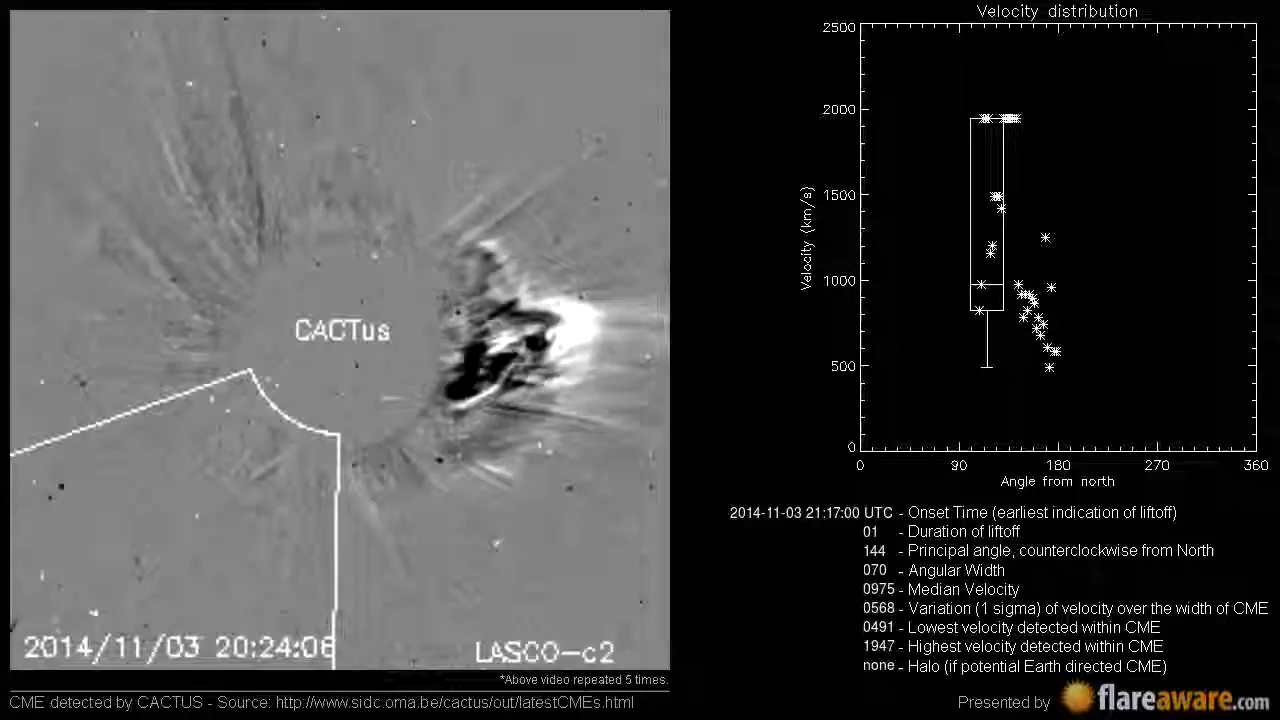 Velocity distribution
2500
2000
1500
1000
500
0
Velocity (km/s)
0 90 180 270 360
Angle from north
CACTus
2014/11/03 20:24:06
LASCO-c2
*Above video repeated 5 times.
CME detected by CACTUS - Source: http://www.sidc.oma.be/cactus/out/latestCMEs.html
2014-11-03 21:17:00 UTC - Onset Time (earliest indication of liftoff)
01 - Duration of liftoff
144 - Principal angle, counterclockwise from North
070 - Angular Width
0975 - Median Velocity
0568 - Variation (1 sigma) of velocity over the width of CME
0491 - Lowest velocity detected within CME
1947 - Highest velocity detected within CME
none - Halo (if potential Earth directed CME)
Presented by flareaware.com